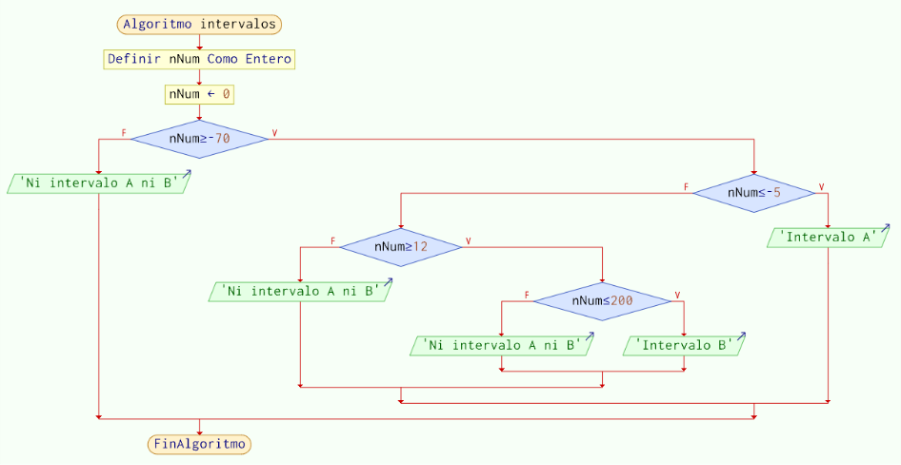 Algoritmo intervalos
Definir nNum Como Entero
nNum ← 0
nNum≥-70
F
V
'Ni intervalo A ni B'
nNum≤-5
F
V
'Intervalo A'
nNum≥12
F
V
'Ni intervalo A ni B'
nNum≤200
F
V
'Ni intervalo A ni B'
'Intervalo B'
FinAlgoritmo